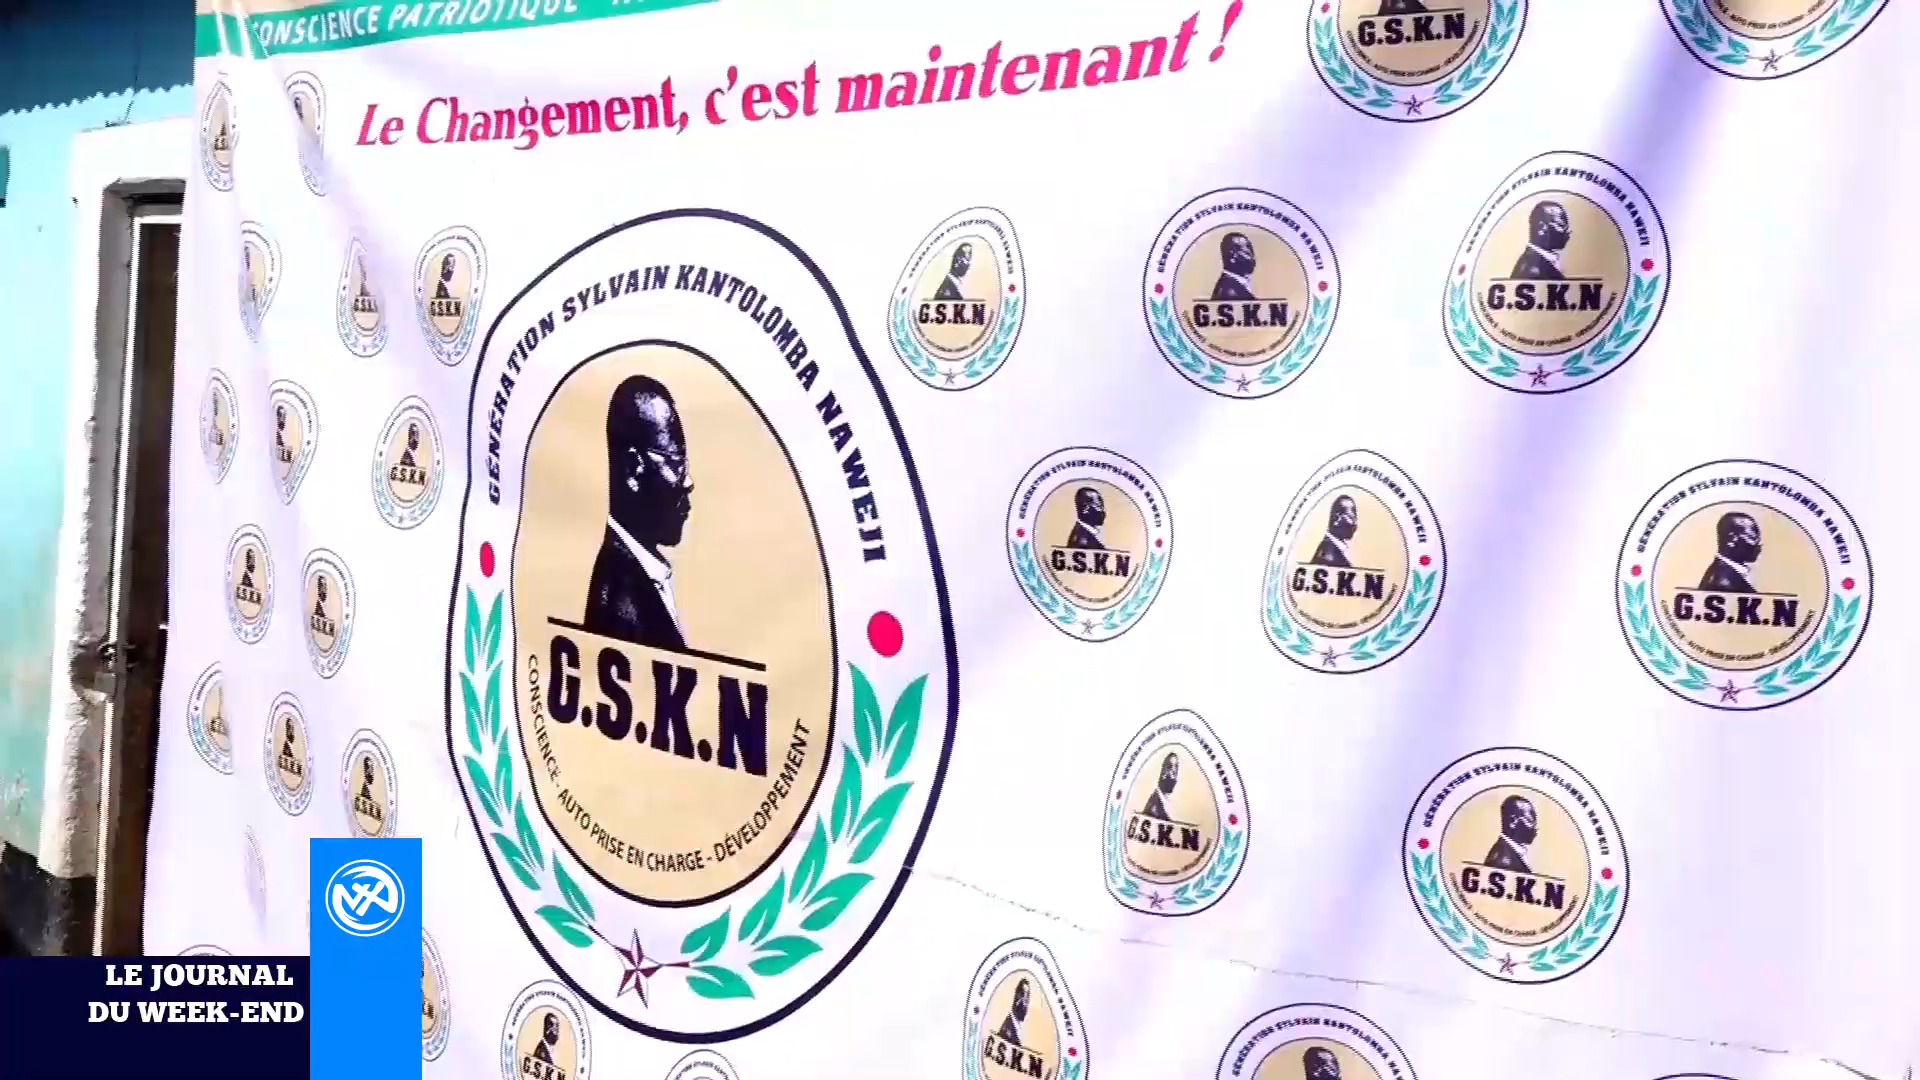 CONSCIENCE PATRIOTIQUE
Le Changement, c'est maintenant !
GÉNÉRATION SYLVAIN KANTOLOMBA NAWEJI
G.S.K.N
CONSCIENCE - AUTO PRISE EN CHARGE - DÉVELOPPEMENT
G.S.K.N
G.S.K.N
G.S.K.N
G.S.K.N
G.S.K.N
G.S.K.N
G.S.K.N
G.S.K.N
G.S.K.N
G.S.K.N
LE JOURNAL
DU WEEK-END